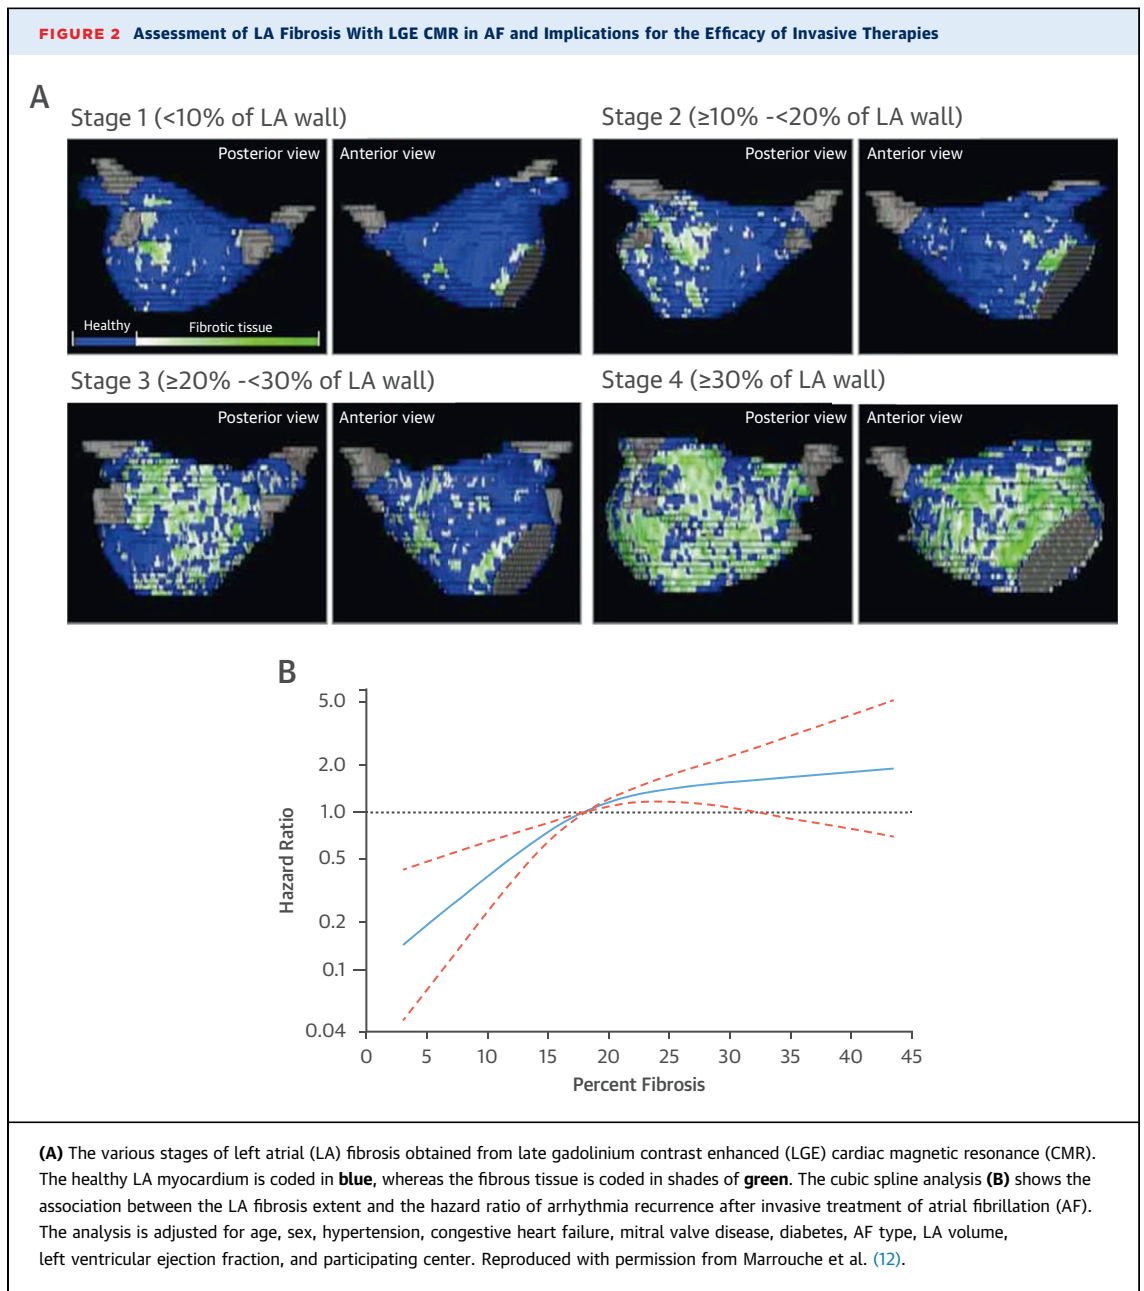 FIGURE 2 Assessment of LA Fibrosis With LGE CMR in AF and Implications for the Efficacy of Invasive Therapies
A
Stage 1 (<10% of LA wall)
Stage 2 (≥10% -<20% of LA wall)
Posterior view
Anterior view
Posterior view
Anterior view
Healthy
Fibrotic tissue
Stage 3 (≥20% -<30% of LA wall)
Stage 4 (≥30% of LA wall)
Posterior view
Anterior view
Posterior view
Anterior view
B
5.0
2.0
1.0
0.5
0.2
0.1
0.04
Hazard Ratio
0 5 10 15 20 25 30 35 40 45
Percent Fibrosis
(A) The various stages of left atrial (LA) fibrosis obtained from late gadolinium contrast enhanced (LGE) cardiac magnetic resonance (CMR).
The healthy LA myocardium is coded in blue, whereas the fibrous tissue is coded in shades of green. The cubic spline analysis (B) shows the
association between the LA fibrosis extent and the hazard ratio of arrhythmia recurrence after invasive treatment of atrial fibrillation (AF).
The analysis is adjusted for age, sex, hypertension, congestive heart failure, mitral valve disease, diabetes, AF type, LA volume,
left ventricular ejection fraction, and participating center. Reproduced with permission from Marrouche et al. (12).